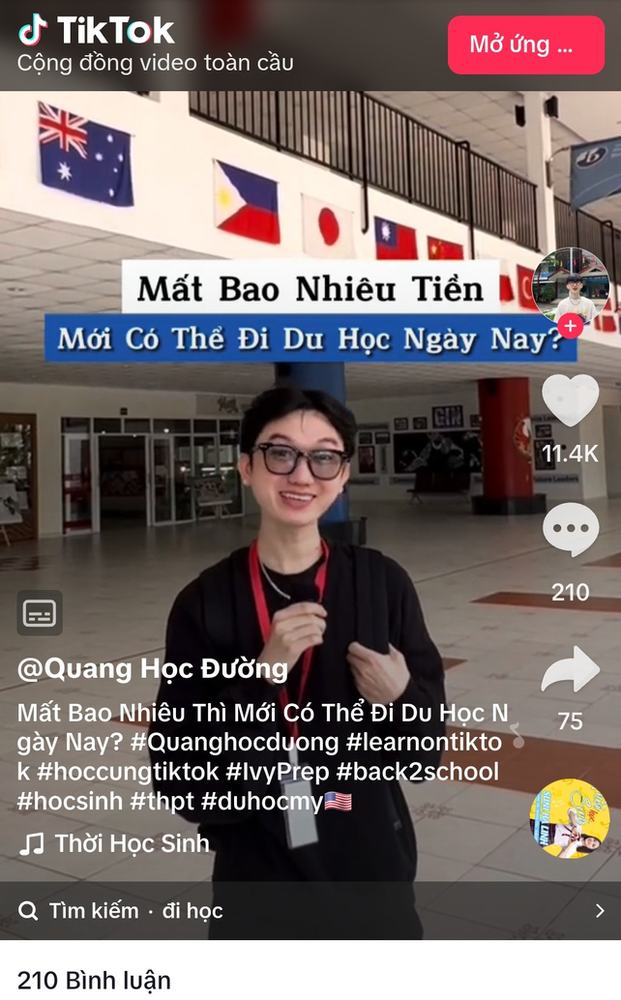 TikTok
Cộng đồng video toàn cầu
Mở ứng ...
Mất Bao Nhiêu Tiền
Mới Có Thể Đi Du Học Ngày Nay?
11.4K
210
75
@Quang Học Đường
Mất Bao Nhiêu Thì Mới Có Thể Đi Du Học N
gày Nay? #Quanghocduong #learnontikto
k #hoccungtiktok #IvyPrep #back2school
#hocsinh #thpt #duhocmy🇺🇸
Thời Học Sinh
Tìm kiếm · đi học
210 Bình luận